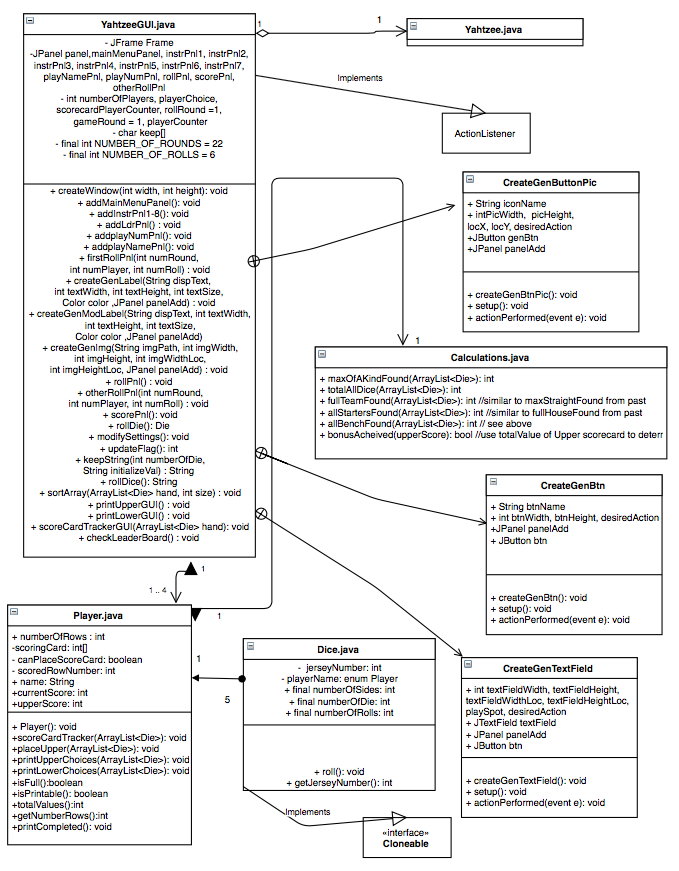 YahtzeeGUI.java
- JFrame Frame
-JPanel panel,mainMenuPanel, instrPnl1, instrPnl2,
instrPnl3, instrPnl4, instrPnl5, instrPnl6, instrPnl7,
playNamePnl, playNumPnl, rollPnl, scorePnl,
otherRollPnl
- int numberOfPlayers, playerChoice,
scorecardPlayerCounter, rollRound =1,
gameRound = 1, playerCounter
- char keep[]
- final int NUMBER_OF_ROUNDS = 22
- final int NUMBER_OF_ROLLS = 6
+ createWindow(int width, int height): void
+ addMainMenuPanel(): void
+ addInstrPnl1-8(): void
+ addLdrPnl() : void
+ addplayNumPnl() : void
+ addplayNamePnl(): void
+ firstRollPnl(int numRound,
int numPlayer, int numRoll) : void
+ createGenLabel(String dispText,
int textWidth, int textHeight, int textSize,
Color color ,JPanel panelAdd) : void
+ createGenModLabel(String dispText, int textWidth,
int textHeight, int textSize,
Color color ,JPanel panelAdd)
+ createGenImg(String imgPath, int imgWidth,
int imgHeight, int imgWidthLoc,
int imgHeightLoc, JPanel panelAdd) : void
+ rollPnl() : void
+ otherRollPnl(int numRound,
int numPlayer, int numRoll) : void
+ scorePnl(): void
+ rollDie(): Die
+ modifySettings(): void
+ updateFlag(): int
+ keepString(int numberOfDie,
String initializeVal) : String
+ rollDice(): String
+ sortArray(ArrayList<Die> hand, int size) : void
+ printUpperGUI() : void
+ printLowerGUI() : void
+ scoreCardTrackerGUI(ArrayList<Die> hand): void
+ checkLeaderBoard() : void
1
1
Yahtzee.java
Implements
ActionListener
CreateGenButtonPic
+ String iconName
+ intPicWidth, picHeight,
locX, locY, desiredAction
+JButton genBtn
+JPanel panelAdd
+ createGenBtnPic(): void
+ setup(): void
+ actionPerformed(event e): void
1
Calculations.java
+ maxOfAKindFound(ArrayList<Die>): int
+ totalAllDice(ArrayList<Die>): int
+ fullTeamFound(ArrayList<Die>): int //similar to maxStraightFound from past
+ allStartersFound(ArrayList<Die>): int //similar to fullHouseFound from past
+ allBenchFound(ArrayList<Die>): int // see above
+ bonusAcheived(upperScore): bool //use totalValue of Upper scorecard to deterr
CreateGenBtn
+ String btnName
+ int btnWidth, btnHeight, desiredAction
+JPanel panelAdd
+ JButton btn
+ createGenBtn(): void
+ setup(): void
+ actionPerformed(event e): void
1
1 .. 4
1
Player.java
+ numberOfRows : int
-scoringCard: int[]
- canPlaceScoreCard: boolean
- scoredRowNumber: int
+ name: String
+currentScore: int
+upperScore: int
+ Player(): void
+scoreCardTracker(ArrayList<Die>): void
+placeUpper(ArrayList<Die>): void
+printUpperChoices(ArrayList<Die>): void
+printLowerChoices(ArrayList<Die>): void
+isFull():boolean
+isPrintable(): boolean
+totalValues():int
+getNumberRows():int
+printCompleted(): void
1
5
Dice.java
- jerseyNumber: int
- playerName: enum Player
+ final numberOfSides: int
+ final numberOfDie: int
+ final numberOfRolls: int
+ roll(): void
+ getJerseyNumber(): int
Implements
«interface»
Cloneable
CreateGenTextField
+ int textFieldWidth, textFieldHeight,
textFieldWidthLoc, textFieldHeightLoc,
playSpot, desiredAction
+ JTextField textField
+ JPanel panelAdd
+ JButton btn
+ createGenTextField(): void
+ setup(): void
+ actionPerformed(event e): void